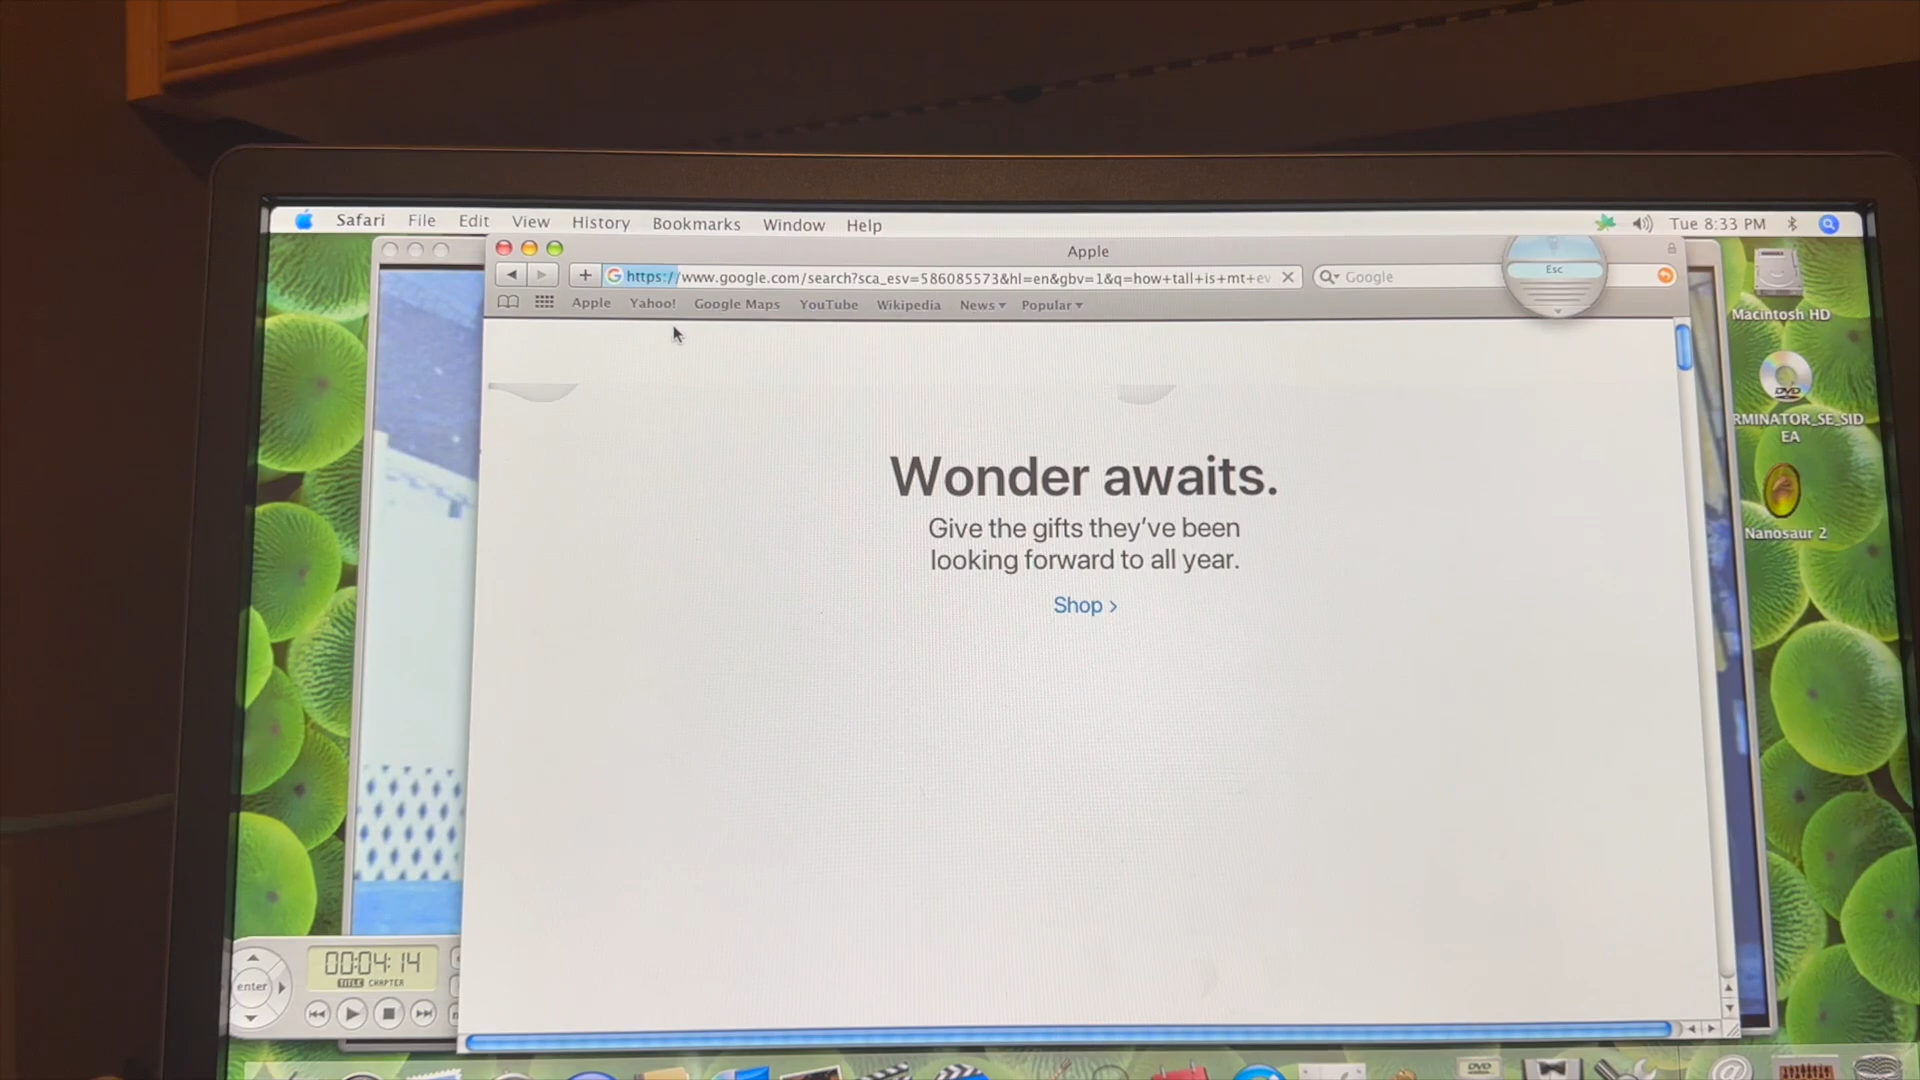 Safari File Edit View History Bookmarks Window Help Tue 8:33 PM
Apple
https://www.google.com/search?sca_esv=586085573&hl=en&gbv=1&q=how+tall+is+mt+ev Google
Esc
Apple Yahoo! Google Maps YouTube Wikipedia News Popular
Macintosh HD
DVD
RMINATOR_SE_SID
EA
Wonder awaits.
Give the gifts they’ve been
looking forward to all year.
Shop >
Nanosaur 2
00:04:14
TITLE CHAPTER
enter
DVD